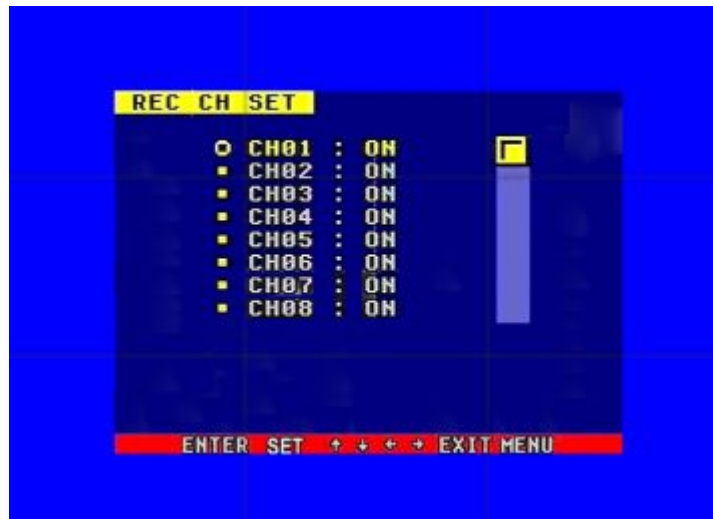 REC CH SET
CH01 : ON
CH02 : ON
CH03 : ON
CH04 : ON
CH05 : ON
CH06 : ON
CH07 : ON
CH08 : ON
ENTER SET ↑ ↓ ← → EXIT MENU